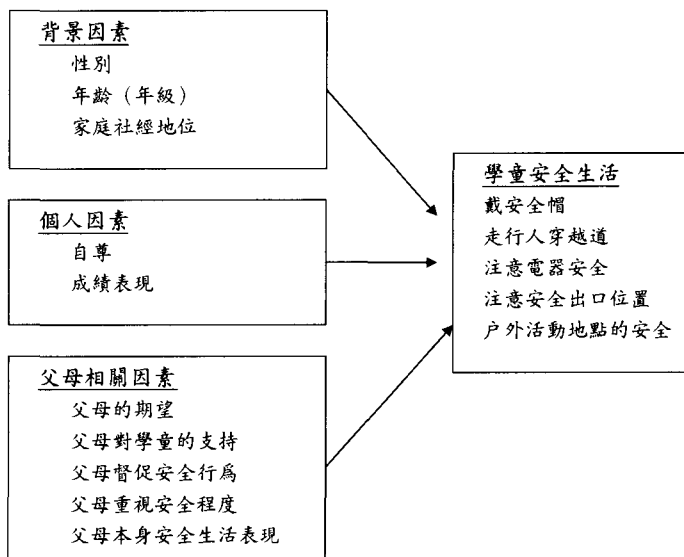 背景因素
性別
年齡（年級）
家庭社經地位
個人因素
自尊
成績表現
父母相關因素
父母的期望
父母對學童的支持
父母督促安全行為
父母重視安全程度
父母本身安全生活表現
學童安全生活
戴安全帽
走行人穿越道
注意電器安全
注意安全出口位置
戶外活動地點的安全